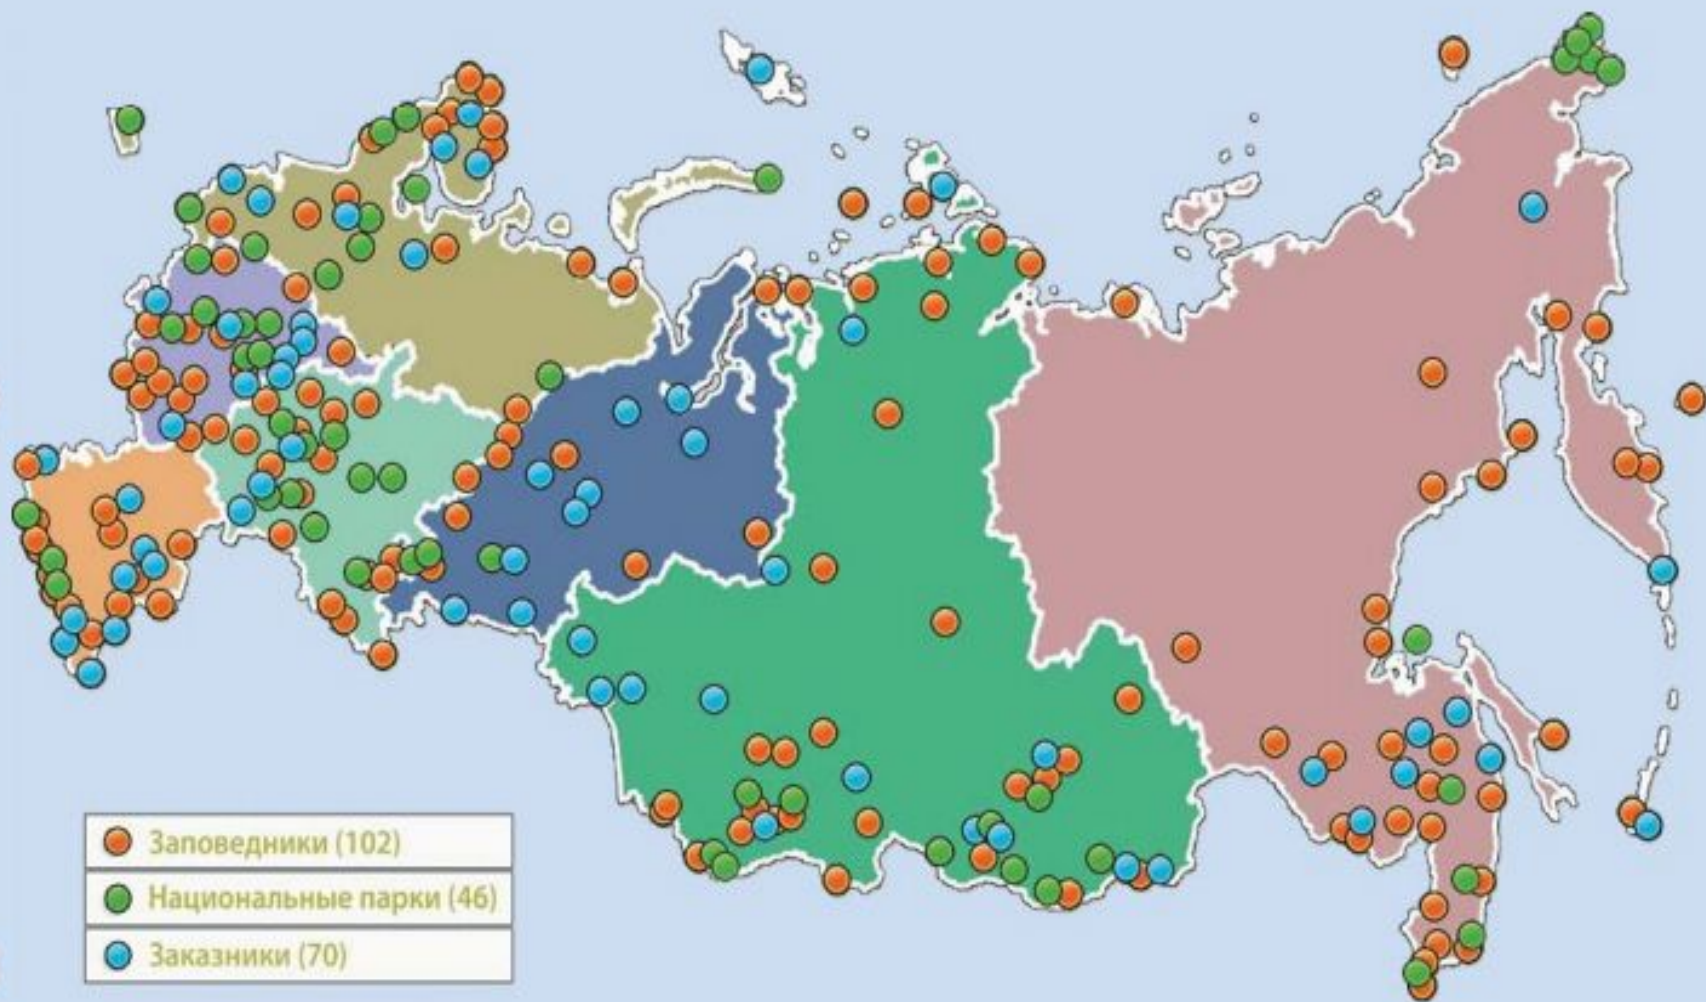 Заповедники (102)
Национальные парки (46)
Заказники (70)